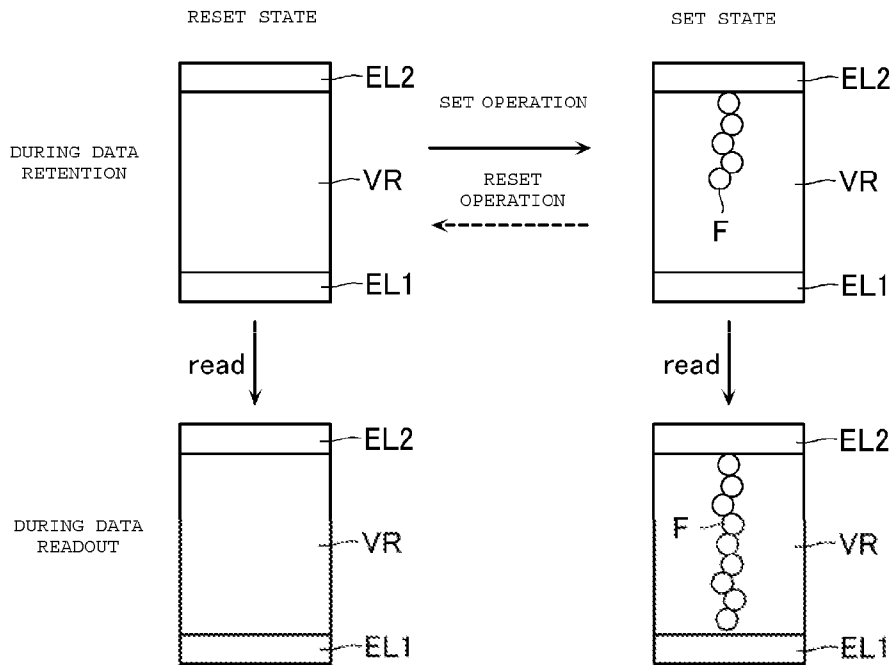 RESET STATE
SET STATE
EL2
EL2
SET OPERATION
DURING DATA
RETENTION
VR
RESET
OPERATION
VR
F
EL1
EL1
read
read
EL2
EL2
DURING DATA
READOUT
VR
F
VR
EL1
EL1